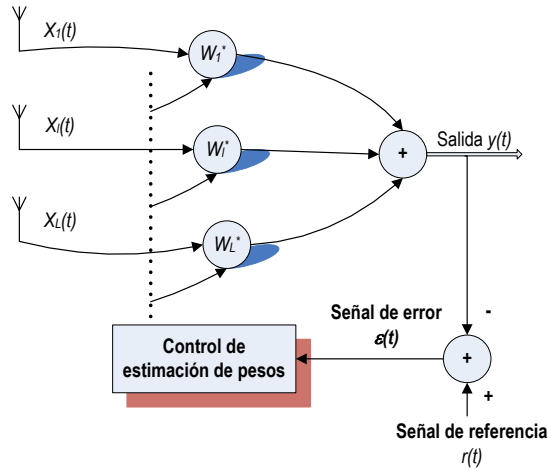 X1(t)
W1*
Xl(t)
Wl*
+
Salida y(t)
XL(t)
WL*
Señal de error
ε(t)
-
Control de
estimación de pesos
+
+
Señal de referencia
r(t)